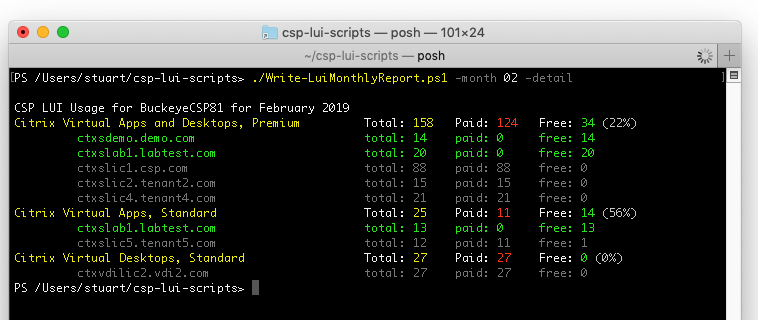 csp-lui-scripts — posh — 101×24
~/csp-lui-scripts — posh
[PS /Users/stuart/csp-lui-scripts> ./Write-LuiMonthlyReport.ps1 -month 02 -detail ]
CSP LUI Usage for BuckeyeCSP81 for February 2019
Citrix Virtual Apps and Desktops, Premium Total: 158 Paid: 124 Free: 34 (22%)
ctxsdemo.demo.com total: 14 paid: 0 free: 14
ctxslab1.labtest.com total: 20 paid: 0 free: 20
ctxslic1.csp.com total: 88 paid: 88 free: 0
ctxslic2.tenant2.com total: 15 paid: 15 free: 0
ctxslic4.tenant4.com total: 21 paid: 21 free: 0
Citrix Virtual Apps, Standard Total: 25 Paid: 11 Free: 14 (56%)
ctxslab1.labtest.com total: 13 paid: 0 free: 13
ctxslic5.tenant5.com total: 12 paid: 11 free: 1
Citrix Virtual Desktops, Standard Total: 27 Paid: 27 Free: 0 (0%)
ctxvdilic2.vdi2.com total: 27 paid: 27 free: 0
PS /Users/stuart/csp-lui-scripts>